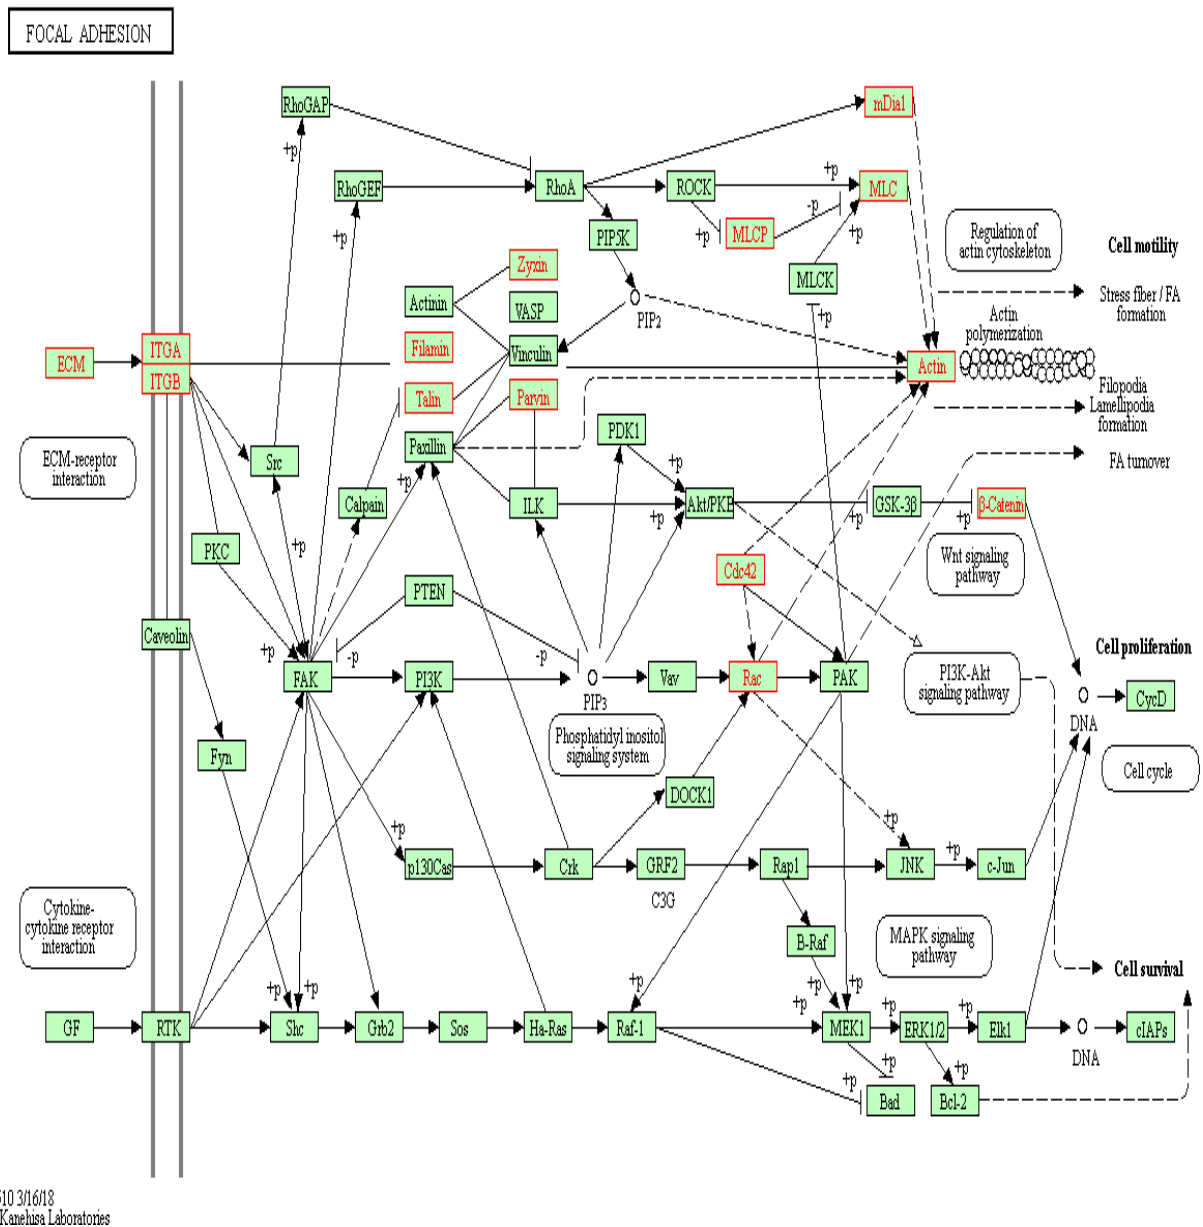 FOCAL ADHESION
RhoGAP
mDia1
+p
RhoGEF
RhoA
ROCK
+p
MLC
-p
+p
PIP5K
+p
MLCP
+p
Regulation of
actin cytoskeleton
Cell motility
Zyxin
MLCK
Actinin
VASP
PIP2
+p
Stress fiber / FA
formation
Actin
polymerization
ECM
ITGA
ITGB
Filamin
Vinculin
Actin
Talin
Parvin
Filopodia
Lamellipodia
formation
ECM-receptor
interaction
Src
Paxillin
PDK1
+p
FA turnover
+p
Calpain
ILK
+p
Akt/PKB
+p
GSK-3β
+p
β-Catenin
PKC
+p
Cdc42
Wnt signaling
pathway
PTEN
Caveolin
+p
-p
-p
Cell proliferation
FAK
PI3K
PIP3
Vav
Rac
PAK
PI3K-Akt
signaling pathway
CycD
DNA
Phosphatidyl inositol
signaling system
Fyn
Cell cycle
DOCK1
+p
+p
p130Cas
Crk
GRF2
C3G
Rap1
JNK
+p
c-Jun
Cytokine-
cytokine receptor
interaction
B-Raf
MAPK signaling
pathway
Cell survival
+p
+p
+p
+p
+p
+p
+p
+p
GF
RTK
Shc
Grb2
Sos
Ha-Ras
Raf-1
MEK1
ERK1/2
Elk1
DNA
cIAPs
+p
+p
+p
Bad
Bcl-2
510 3/16/18
Kanehisa Laboratories